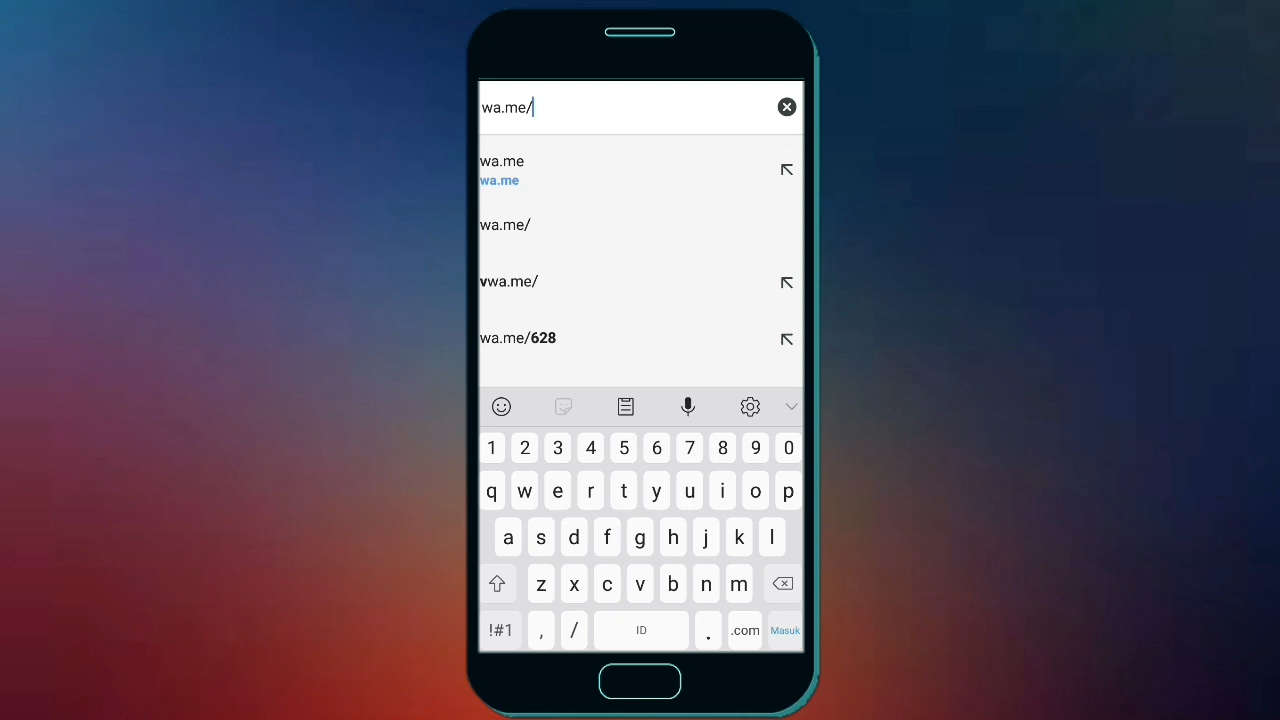 wa.me/
wa.me
wa.me
wa.me/
vwa.me/
wa.me/628
1 2 3 4 5 6 7 8 9 0
q w e r t y u i o p
a s d f g h j k l
z x c v b n m
!#1 , / ID . .com Masuk